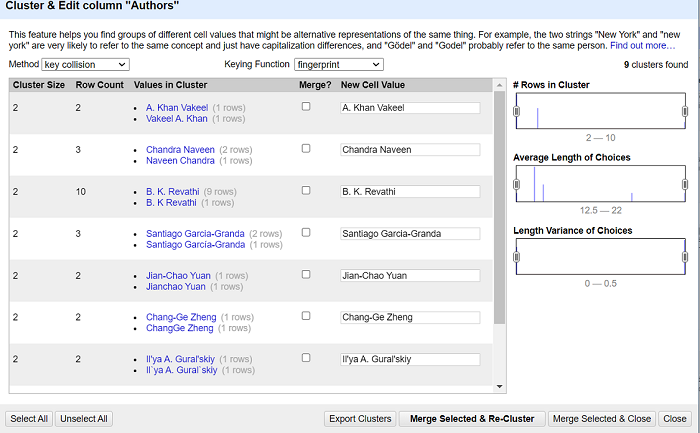 Cluster & Edit column "Authors"
This feature helps you find groups of different cell values that might be alternative representations of the same thing. For example, the two strings "New York" and "new
york" are very likely to refer to the same concept and just have capitalization differences, and "Gödel" and "Godel" probably refer to the same person. Find out more…
Method key collision Keying Function fingerprint 9 clusters found
Cluster Size Row Count Values in Cluster Merge? New Cell Value
2 2 • A. Khan Vakeel (1 rows) A. Khan Vakeel
• Vakeel A. Khan (1 rows)
2 3 • Chandra Naveen (2 rows) Chandra Naveen
• Naveen Chandra (1 rows)
2 10 • B. K. Revathi (9 rows) B. K. Revathi
• B. K Revathi (1 rows)
2 3 • Santiago Garcia-Granda (2 rows) Santiago Garcia-Granda
• Santiago García-Granda (1 rows)
2 2 • Jian-Chao Yuan (1 rows) Jian-Chao Yuan
• Jianchao Yuan (1 rows)
2 2 • Chang-Ge Zheng (1 rows) Chang-Ge Zheng
• ChangGe Zheng (1 rows)
2 2 • Il'ya A. Gural'skiy (1 rows) Il'ya A. Gural'skiy
• Il`ya A. Gural`skiy (1 rows)
# Rows in Cluster
2 — 10
Average Length of Choices
12.5 — 22
Length Variance of Choices
0 — 0.5
Select All Unselect All Export Clusters Merge Selected & Re-Cluster Merge Selected & Close Close